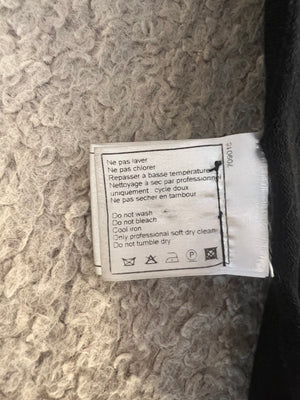 Ne pas laver
Ne pas chlorer
Repasser à basse température
Nettoyage à sec par professionnel
uniquement cycle doux
Ne pas secher en tambour
Do not wash
Do not bleach
Cool iron
Only professional soft dry clean
Do not tumble dry
P